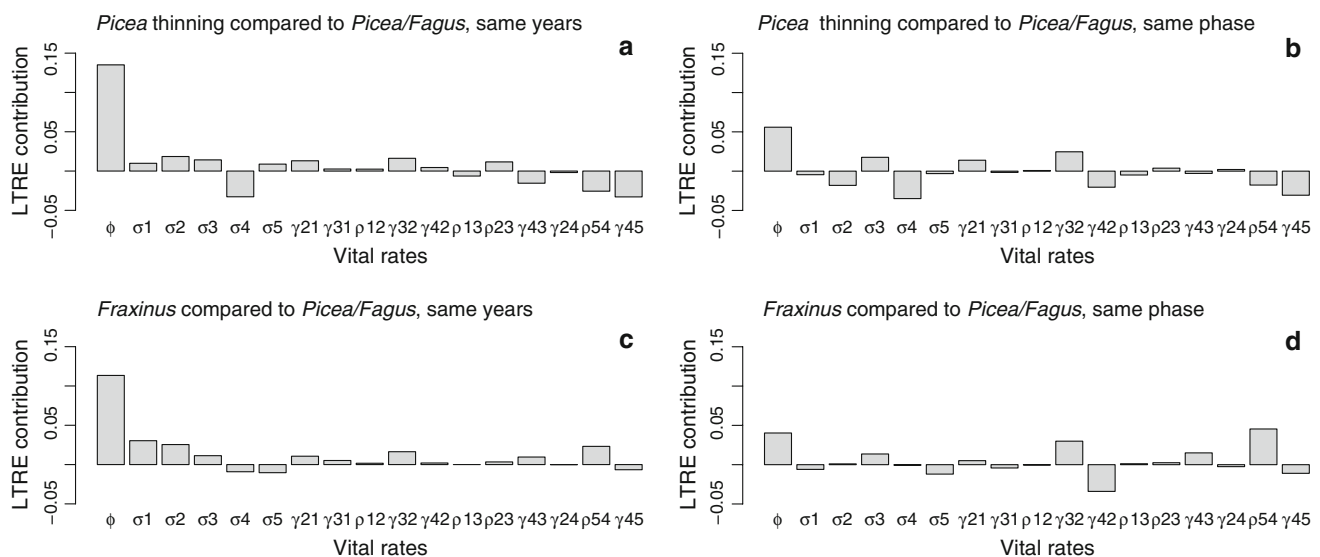 Picea thinning compared to Picea/Fagus, same years
a
LTRE contribution
0.15
0.05
−0.05
ϕ σ1 σ2 σ3 σ4 σ5 γ21 γ31 ρ12 γ32 γ42 ρ13 ρ23 γ43 γ24 ρ54 γ45
Vital rates
Picea thinning compared to Picea/Fagus, same phase
b
LTRE contribution
0.15
0.05
−0.05
ϕ σ1 σ2 σ3 σ4 σ5 γ21 γ31 ρ12 γ32 γ42 ρ13 ρ23 γ43 γ24 ρ54 γ45
Vital rates
Fraxinus compared to Picea/Fagus, same years
c
LTRE contribution
0.15
0.05
−0.05
ϕ σ1 σ2 σ3 σ4 σ5 γ21 γ31 ρ12 γ32 γ42 ρ13 ρ23 γ43 γ24 ρ54 γ45
Vital rates
Fraxinus compared to Picea/Fagus, same phase
d
LTRE contribution
0.15
0.05
−0.05
ϕ σ1 σ2 σ3 σ4 σ5 γ21 γ31 ρ12 γ32 γ42 ρ13 ρ23 γ43 γ24 ρ54 γ45
Vital rates